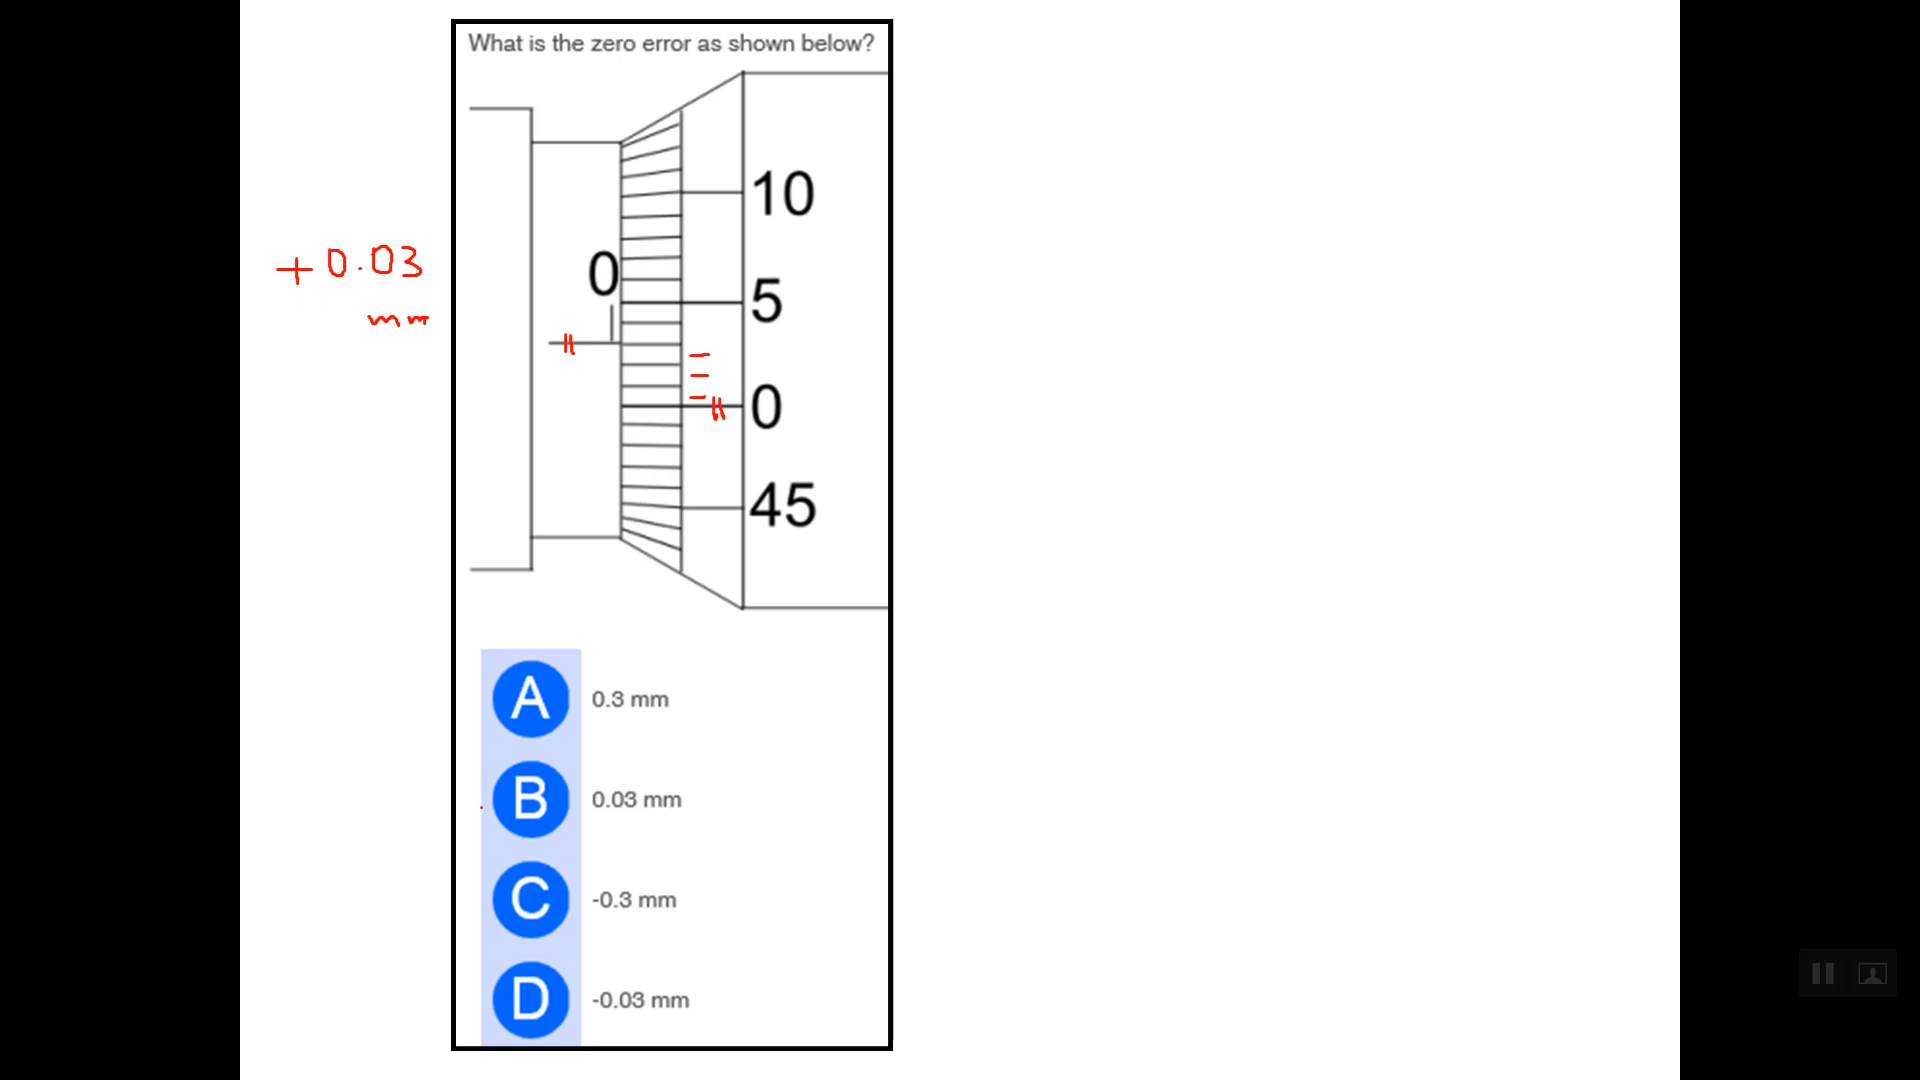 What is the zero error as shown below?
10
+ 0.03
0
5
mm
0
45
A 0.3 mm
B 0.03 mm
C -0.3 mm
D -0.03 mm